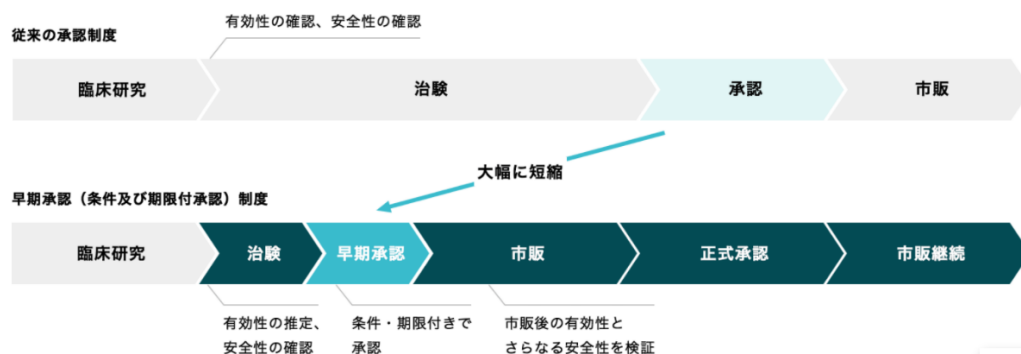 従来の承認制度
有効性の確認、安全性の確認
臨床研究
治験
承認
市販
大幅に短縮
早期承認（条件及び期限付承認）制度
臨床研究
治験
早期承認
市販
正式承認
市販継続
有効性の推定、
安全性の確認
条件・期限付きで
承認
市販後の有効性と
さらなる安全性を検証